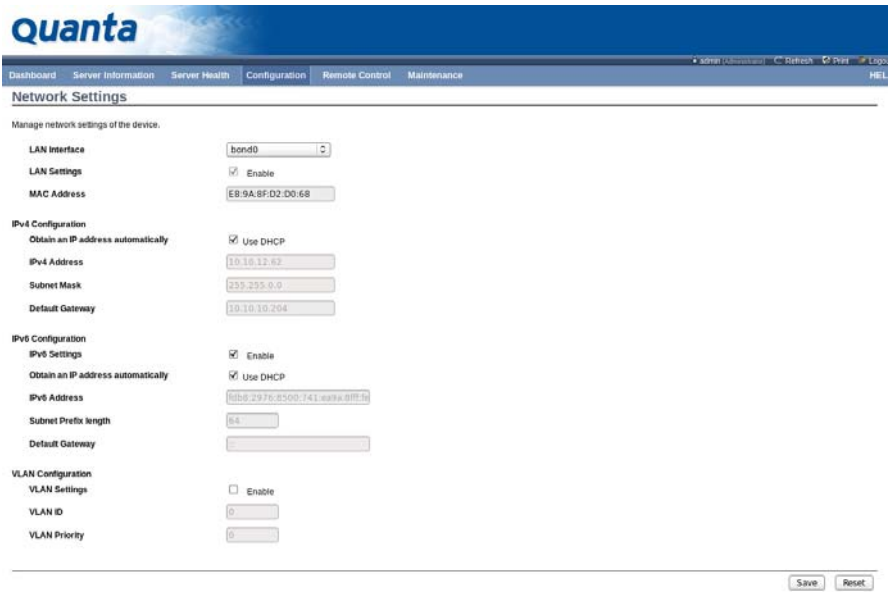 Quanta
admin (Administrator) Refresh Print Logou
Dashboard Server Information Server Health Configuration Remote Control Maintenance HEL
Network Settings
Manage network settings of the device.
LAN Interface bond0
LAN Settings Enable
MAC Address E8:9A:8F:D2:D0:68
IPv4 Configuration
Obtain an IP address automatically Use DHCP
IPv4 Address 10.10.12.62
Subnet Mask 255.255.0.0
Default Gateway 10.10.10.204
IPv6 Configuration
IPv6 Settings Enable
Obtain an IP address automatically Use DHCP
IPv6 Address
Subnet Prefix length 64
Default Gateway ::
VLAN Configuration
VLAN Settings Enable
VLAN ID 0
VLAN Priority 0
Save Reset